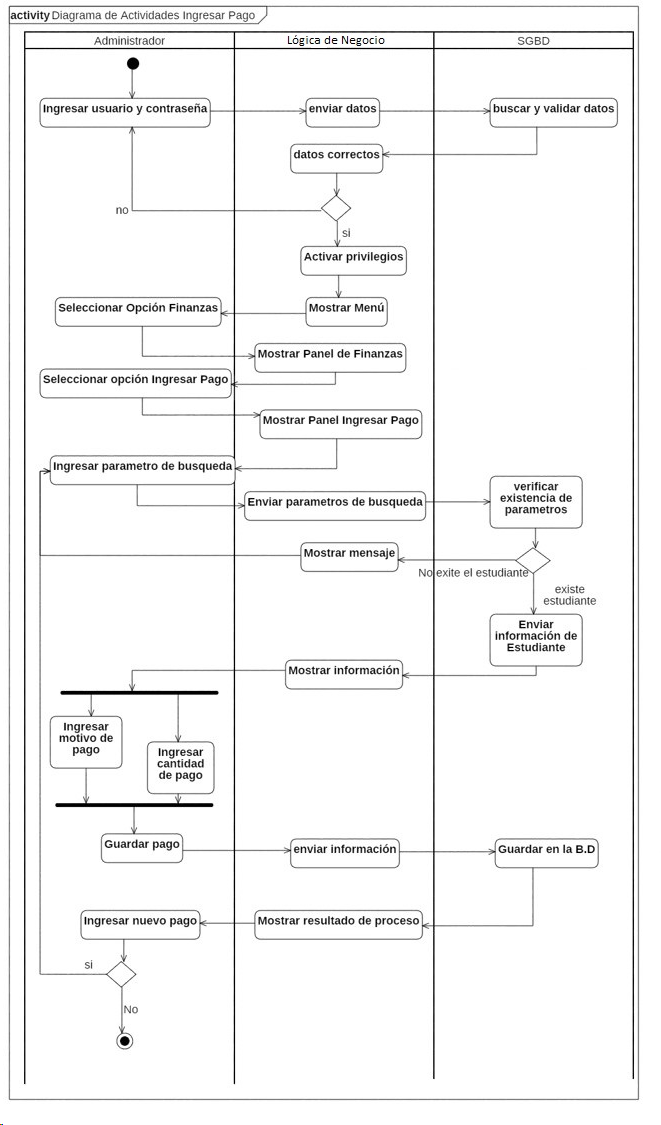 activity Diagrama de Actividades Ingresar Pago
Administrador
Lógica de Negocio
SGBD
Ingresar usuario y contraseña
enviar datos
buscar y validar datos
datos correctos
no
si
Activar privilegios
Seleccionar Opción Finanzas
Mostrar Menú
Mostrar Panel de Finanzas
Seleccionar opción Ingresar Pago
Mostrar Panel Ingresar Pago
Ingresar parametro de busqueda
Enviar parametros de busqueda
verificar
existencia de
parametros
Mostrar mensaje
No exite el estudiante
existe
estudiante
Enviar
información de
Estudiante
Mostrar información
Ingresar
motivo de
pago
Ingresar
cantidad
de pago
Guardar pago
enviar información
Guardar en la B.D
Ingresar nuevo pago
Mostrar resultado de proceso
si
No